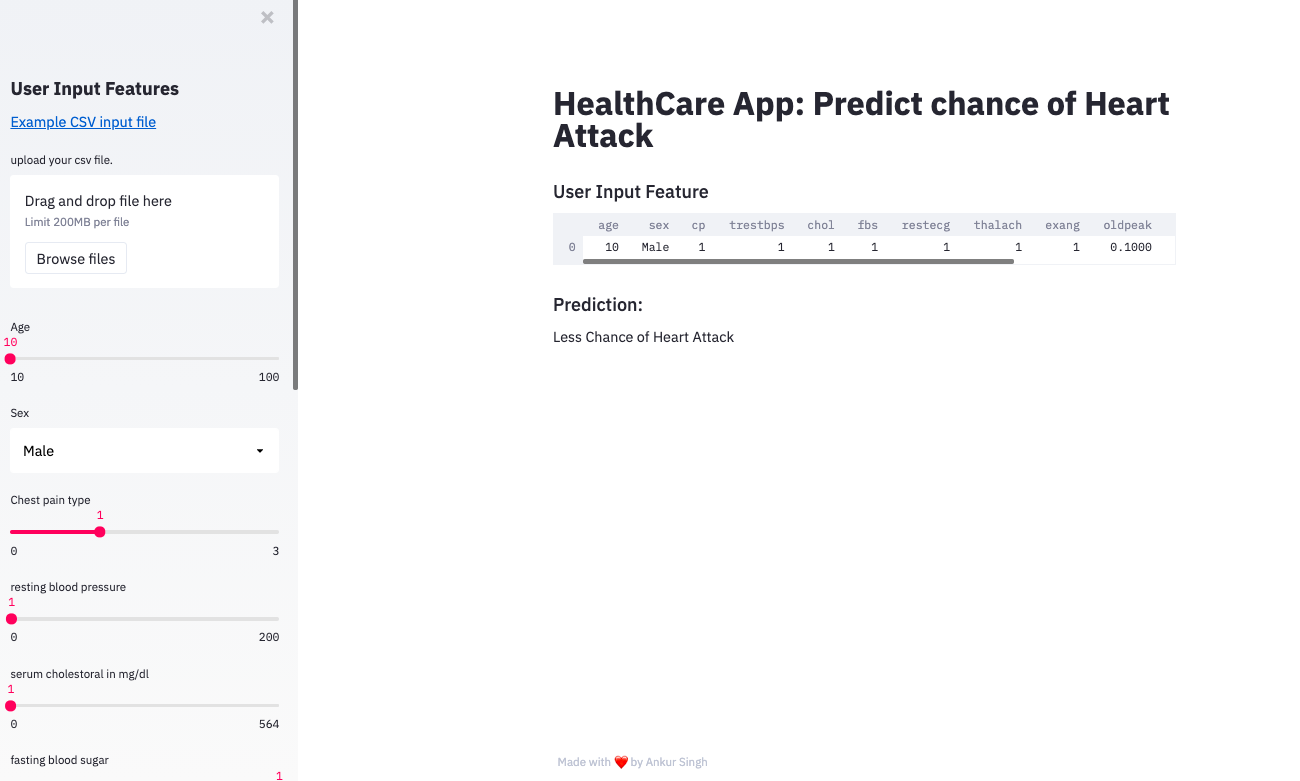 ×
User Input Features
Example CSV input file
upload your csv file.
Drag and drop file here
Limit 200MB per file
Browse files
Age
10
10 100
Sex
Male
Chest pain type
1
0 3
resting blood pressure
1
0 200
serum cholestoral in mg/dl
1
0 564
fasting blood sugar
1
HealthCare App: Predict chance of Heart
Attack
User Input Feature
age sex cp trestbps chol fbs restecg thalach exang oldpeak
0 10 Male 1 1 1 1 1 1 1 0.1000
Prediction:
Less Chance of Heart Attack
Made with ❤️ by Ankur Singh